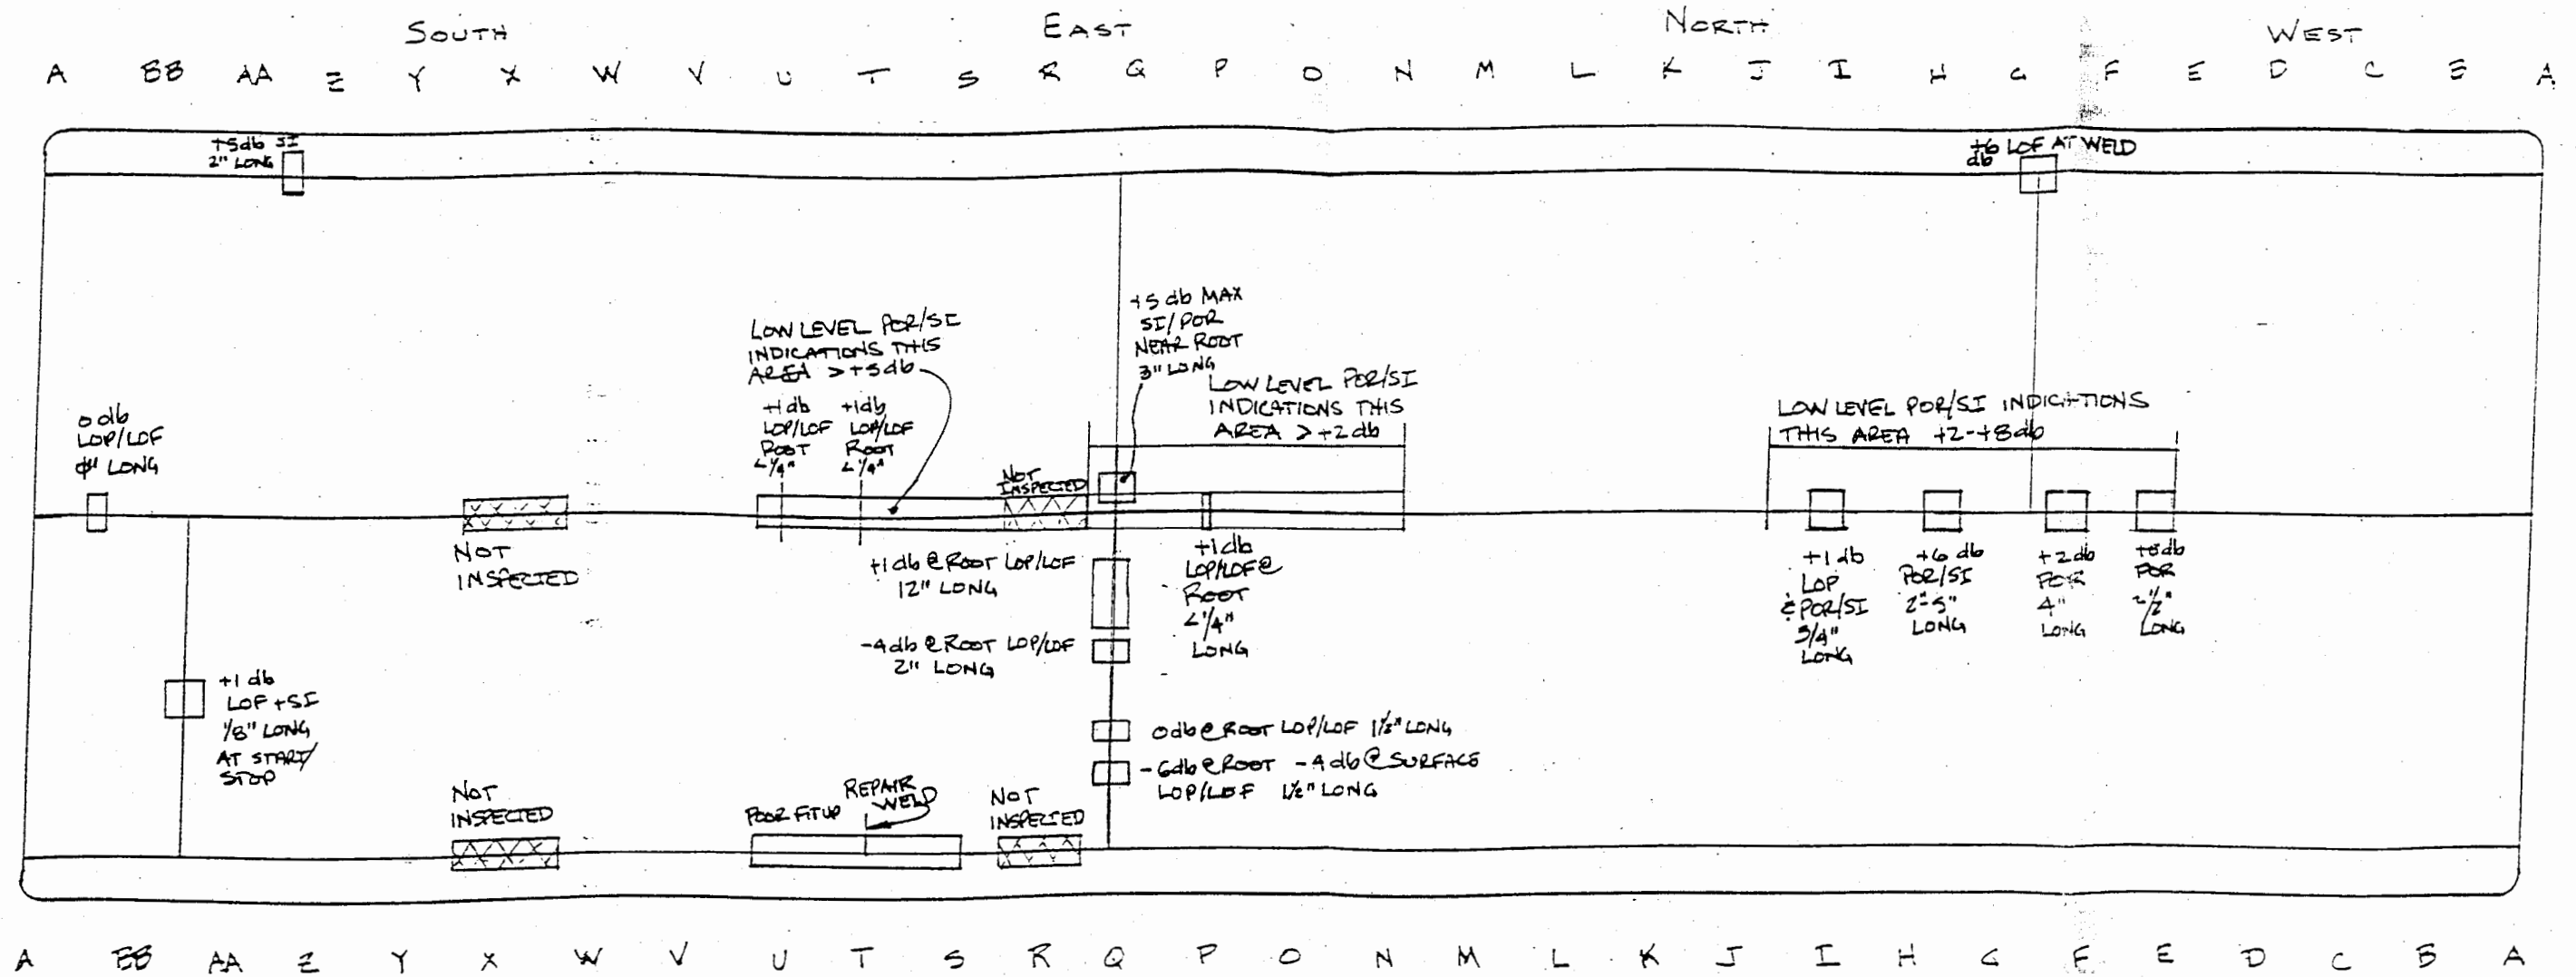 SOUTH EAST NORTH WEST
A BB AA Z Y X W V U T S R Q P O N M L K J I H G F E D C B A
+5db SI
2" LONG
+6 LOF AT WELD
db
+5 db MAX
SI/POR
NEAR ROOT
3" LONG
LOW LEVEL POR/SI
INDICATIONS THIS
AREA > +5db
LOW LEVEL POR/SI
INDICATIONS THIS
AREA > +2db
LOW LEVEL POR/SI INDICATIONS
THIS AREA +2-+8db
0 db
LOP/LOF
LONG
+1db
LOP/LOF
ROOT
<1/4"
+1db
LOP/LOF
ROOT
<1/4"
NOT
INSPECTED
NOT
INSPECTED
+1db @ ROOT LOP/LOF
12" LONG
-4db @ ROOT LOP/LOF
2" LONG
+1db
LOP/LOF @
ROOT
<1/4"
LONG
+1 db
LOP
& POR/SI
3/4"
LONG
+6 db
POR/SI
2"-5"
LONG
+2db
POR
4"
LONG
POR
LONG
+1 db
LOF + SI
1/8" LONG
AT START/
STOP
0db @ ROOT LOP/LOF 1 1/2" LONG
-6db @ ROOT -4db @ SURFACE
LOP/LOF 1 1/2" LONG
NOT
INSPECTED
POOR FITUP
REPAIR
WELD
NOT
INSPECTED
A BB AA Z Y X W V U T S R Q P O N M L K J I H G F E D C B A